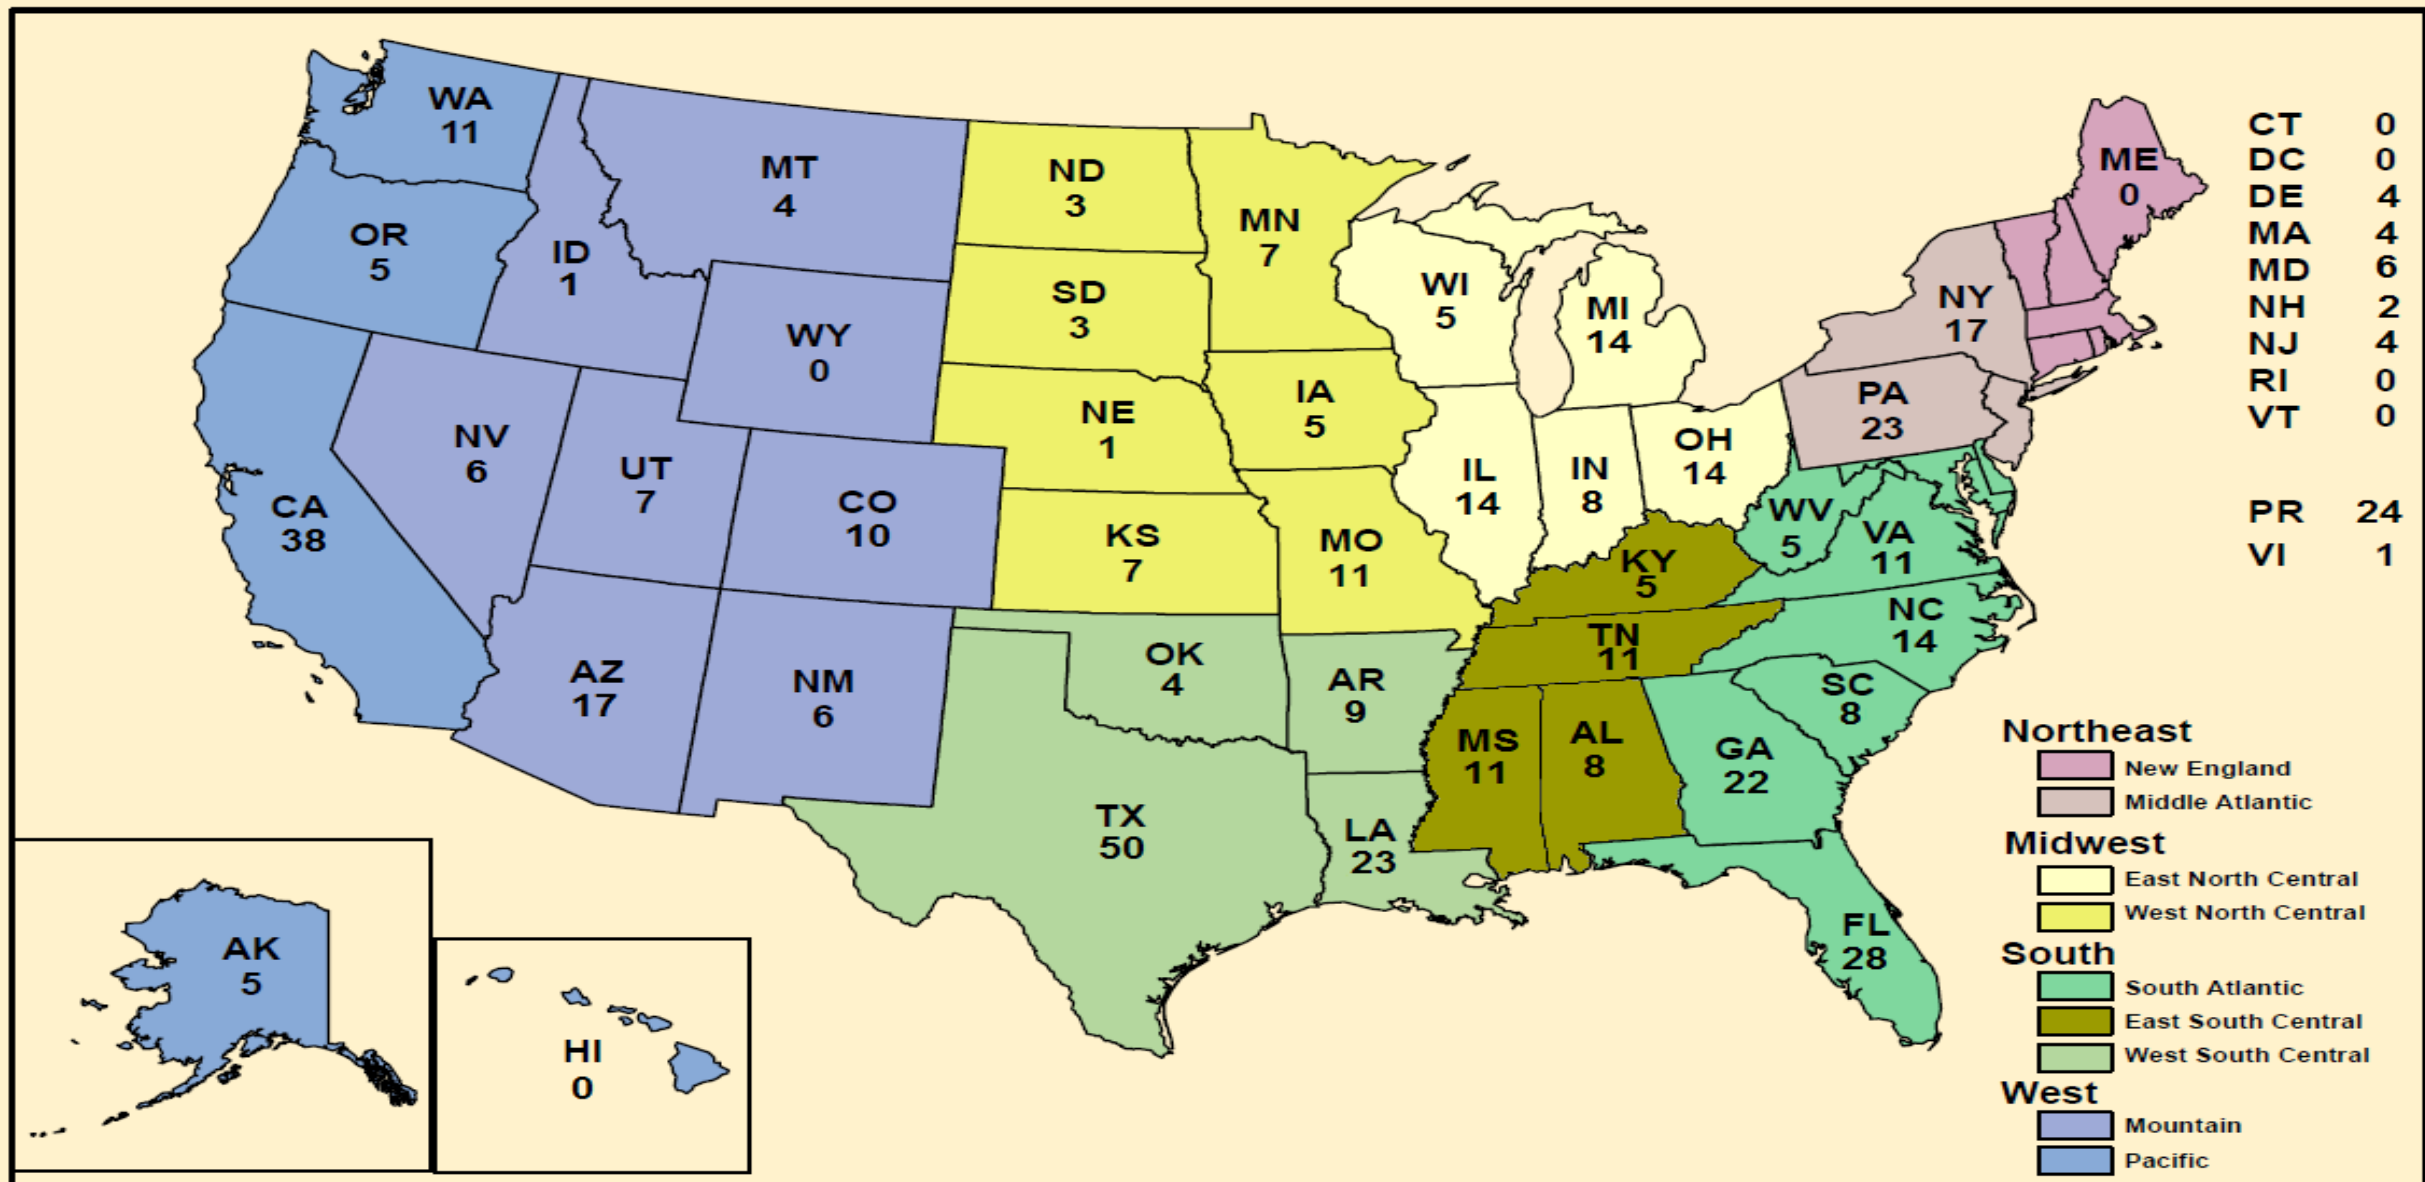 WA
11
OR
5
CA
38
ID
1
NV
6
MT
4
WY
0
UT
7
CO
10
AZ
17
NM
6
ND
3
SD
3
NE
1
KS
7
MN
7
IA
5
MO
11
OK
4
TX
50
AR
9
LA
23
WI
5
MI
14
IL
14
IN
8
OH
14
KY
5
TN
11
MS
11
AL
8
GA
22
FL
28
SC
8
NC
14
WV
5
VA
11
PA
23
NY
17
ME
0
AK
5
HI
0
CT 0
DC 0
DE 4
MA 4
MD 6
NH 2
NJ 4
RI 0
VT 0
PR 24
VI 1
Northeast
New England
Middle Atlantic
Midwest
East North Central
West North Central
South
South Atlantic
East South Central
West South Central
West
Mountain
Pacific